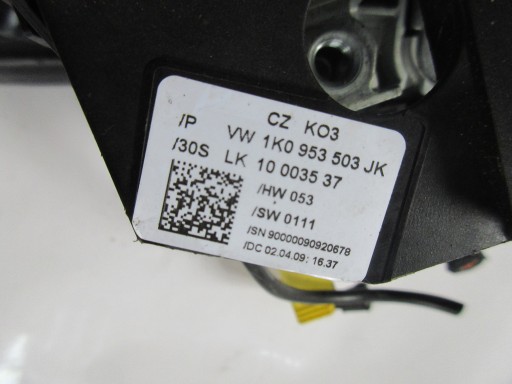 CZ KO3
/P VW 1K0 953 503 JK
/30S LK 10 0035 37
/HW 053
/SW 0111
/SN 90000090920678
/DC 02.04.09; 16.37